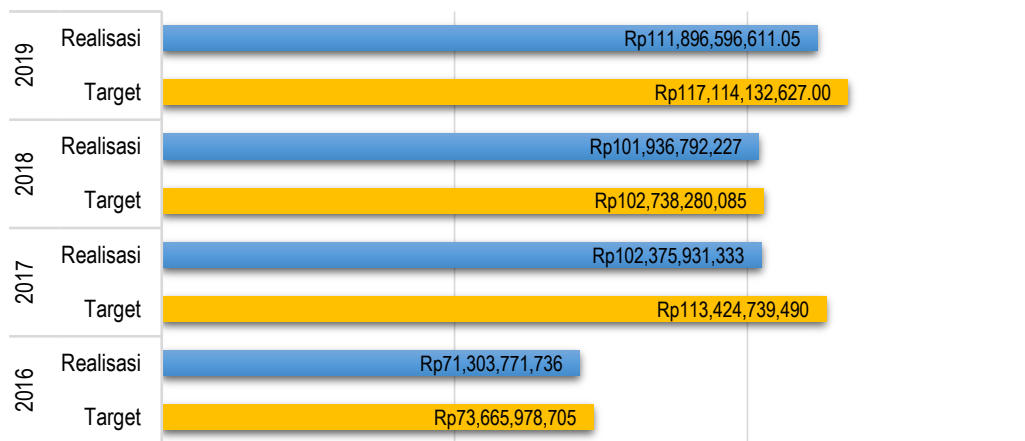 2019
Realisasi
Rp111,896,596,611.05
Target
Rp117,114,132,627.00
2018
Realisasi
Rp101,936,792,227
Target
Rp102,738,280,085
2017
Realisasi
Rp102,375,931,333
Target
Rp113,424,739,490
2016
Realisasi
Rp71,303,771,736
Target
Rp73,665,978,705